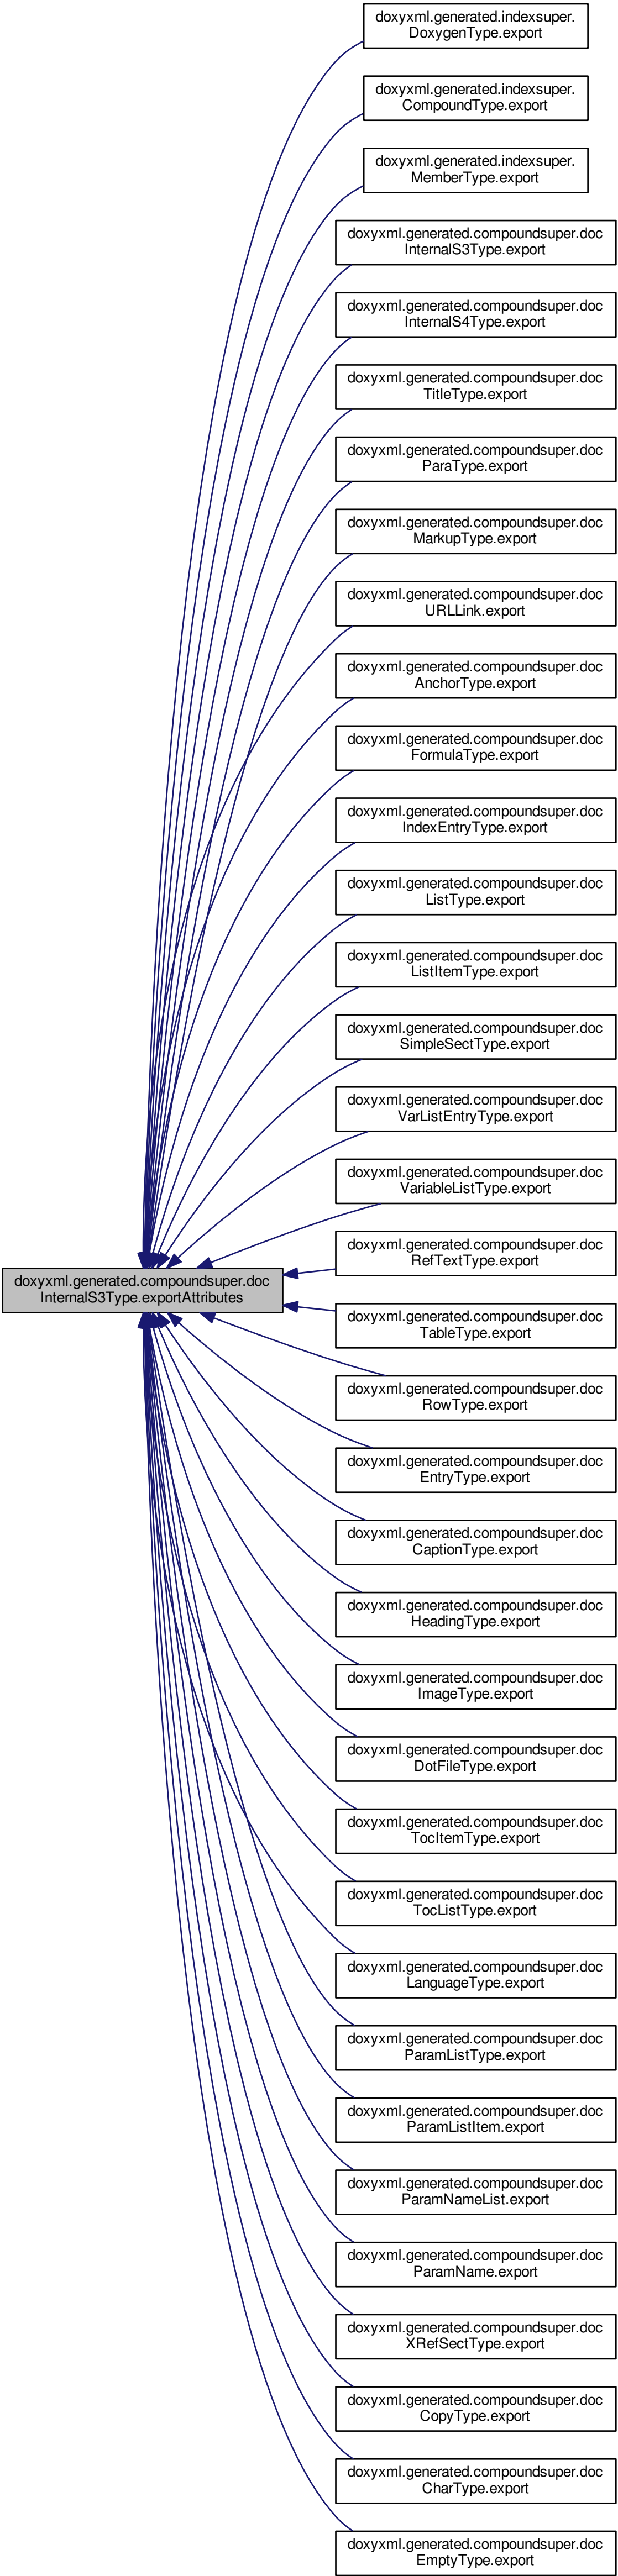 doxyxml.generated.indexsuper.
DoxygenType.export
doxyxml.generated.indexsuper.
CompoundType.export
doxyxml.generated.indexsuper.
MemberType.export
doxyxml.generated.compoundsuper.doc
InternalS3Type.export
doxyxml.generated.compoundsuper.doc
InternalS4Type.export
doxyxml.generated.compoundsuper.doc
TitleType.export
doxyxml.generated.compoundsuper.doc
ParaType.export
doxyxml.generated.compoundsuper.doc
MarkupType.export
doxyxml.generated.compoundsuper.doc
URLLink.export
doxyxml.generated.compoundsuper.doc
AnchorType.export
doxyxml.generated.compoundsuper.doc
FormulaType.export
doxyxml.generated.compoundsuper.doc
IndexEntryType.export
doxyxml.generated.compoundsuper.doc
ListType.export
doxyxml.generated.compoundsuper.doc
ListItemType.export
doxyxml.generated.compoundsuper.doc
SimpleSectType.export
doxyxml.generated.compoundsuper.doc
VarListEntryType.export
doxyxml.generated.compoundsuper.doc
VariableListType.export
doxyxml.generated.compoundsuper.doc
RefTextType.export
doxyxml.generated.compoundsuper.doc
InternalS3Type.exportAttributes
doxyxml.generated.compoundsuper.doc
TableType.export
doxyxml.generated.compoundsuper.doc
RowType.export
doxyxml.generated.compoundsuper.doc
EntryType.export
doxyxml.generated.compoundsuper.doc
CaptionType.export
doxyxml.generated.compoundsuper.doc
HeadingType.export
doxyxml.generated.compoundsuper.doc
ImageType.export
doxyxml.generated.compoundsuper.doc
DotFileType.export
doxyxml.generated.compoundsuper.doc
TocItemType.export
doxyxml.generated.compoundsuper.doc
TocListType.export
doxyxml.generated.compoundsuper.doc
LanguageType.export
doxyxml.generated.compoundsuper.doc
ParamListType.export
doxyxml.generated.compoundsuper.doc
ParamListItem.export
doxyxml.generated.compoundsuper.doc
ParamNameList.export
doxyxml.generated.compoundsuper.doc
ParamName.export
doxyxml.generated.compoundsuper.doc
XRefSectType.export
doxyxml.generated.compoundsuper.doc
CopyType.export
doxyxml.generated.compoundsuper.doc
CharType.export
doxyxml.generated.compoundsuper.doc
EmptyType.export